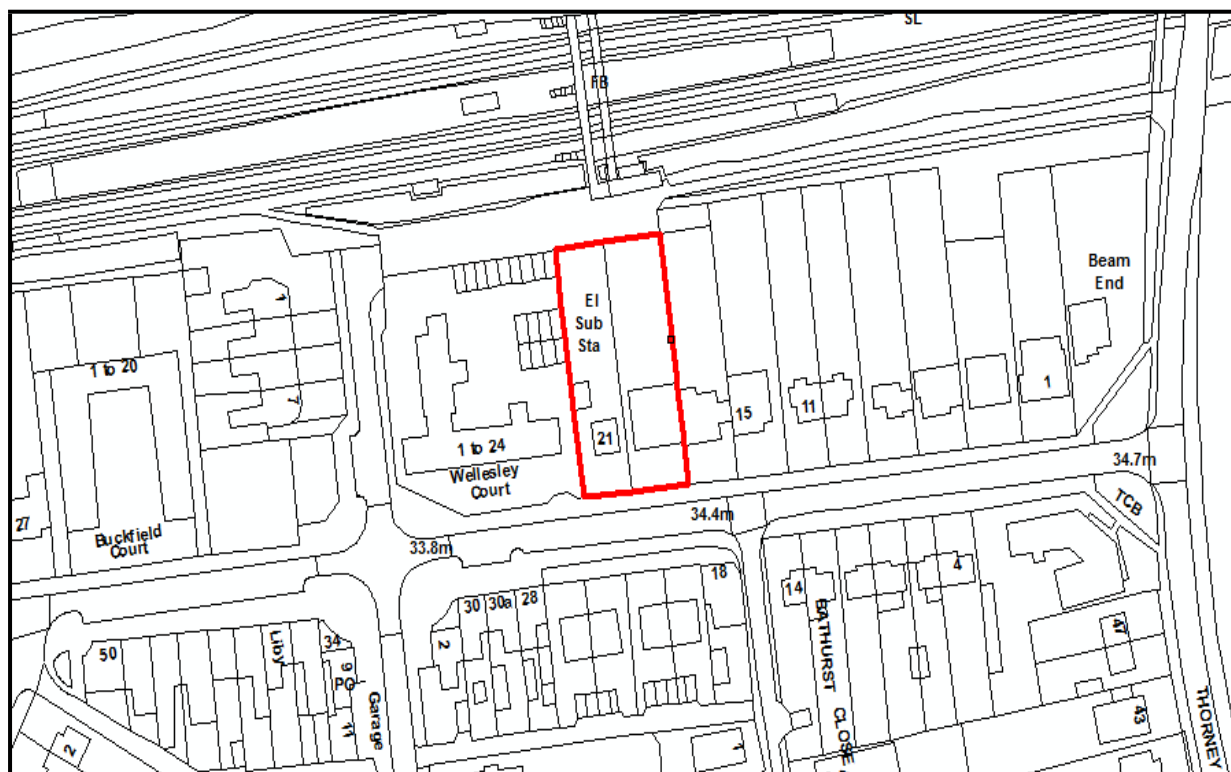 SL
FB
Beam
End
El
Sub
Sta
1
7
1 to 20
1 to 24
Wellesley
Court
21
15
11
1
27
Buckfield
Court
33.8m
34.4m
34.7m
TCB
18
14
4
30
30a
28
2
50
Liby
34
9
PO
11
Garage
2
BATHURST CLOSE
47
43
1
THORNEY